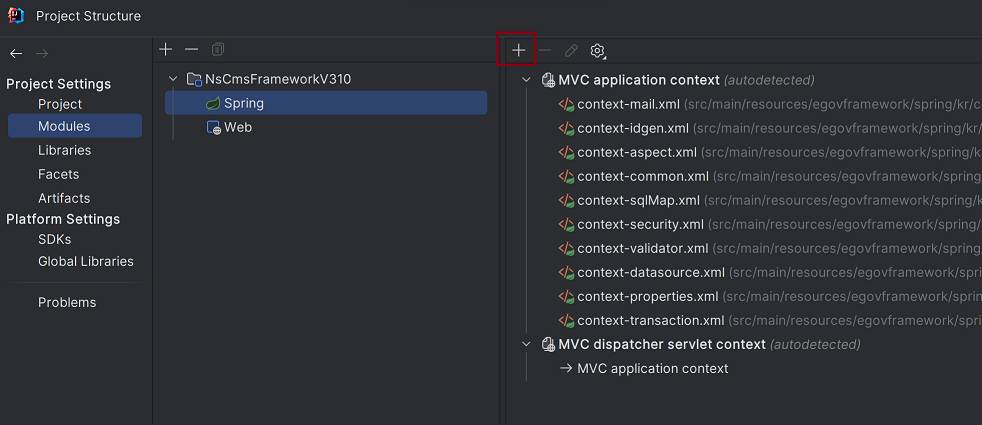 Project Structure
Project Settings
Project
Modules
Libraries
Facets
Artifacts
Platform Settings
SDKs
Global Libraries
Problems
NsCmsFrameworkV310
Spring
Web
MVC application context (autodetected)
context-mail.xml (src/main/resources/egovframework/spring/kr/c
context-idgen.xml (src/main/resources/egovframework/spring/kr/
context-aspect.xml (src/main/resources/egovframework/spring/k
context-common.xml (src/main/resources/egovframework/sprin
context-sqlMap.xml (src/main/resources/egovframework/spring/k
context-security.xml (src/main/resources/egovframework/spring
context-validator.xml (src/main/resources/egovframework/spring
context-datasource.xml (src/main/resources/egovframework/sp
context-properties.xml (src/main/resources/egovframework/sprin
context-transaction.xml (src/main/resources/egovframework/spri
MVC dispatcher servlet context (autodetected)
MVC application context